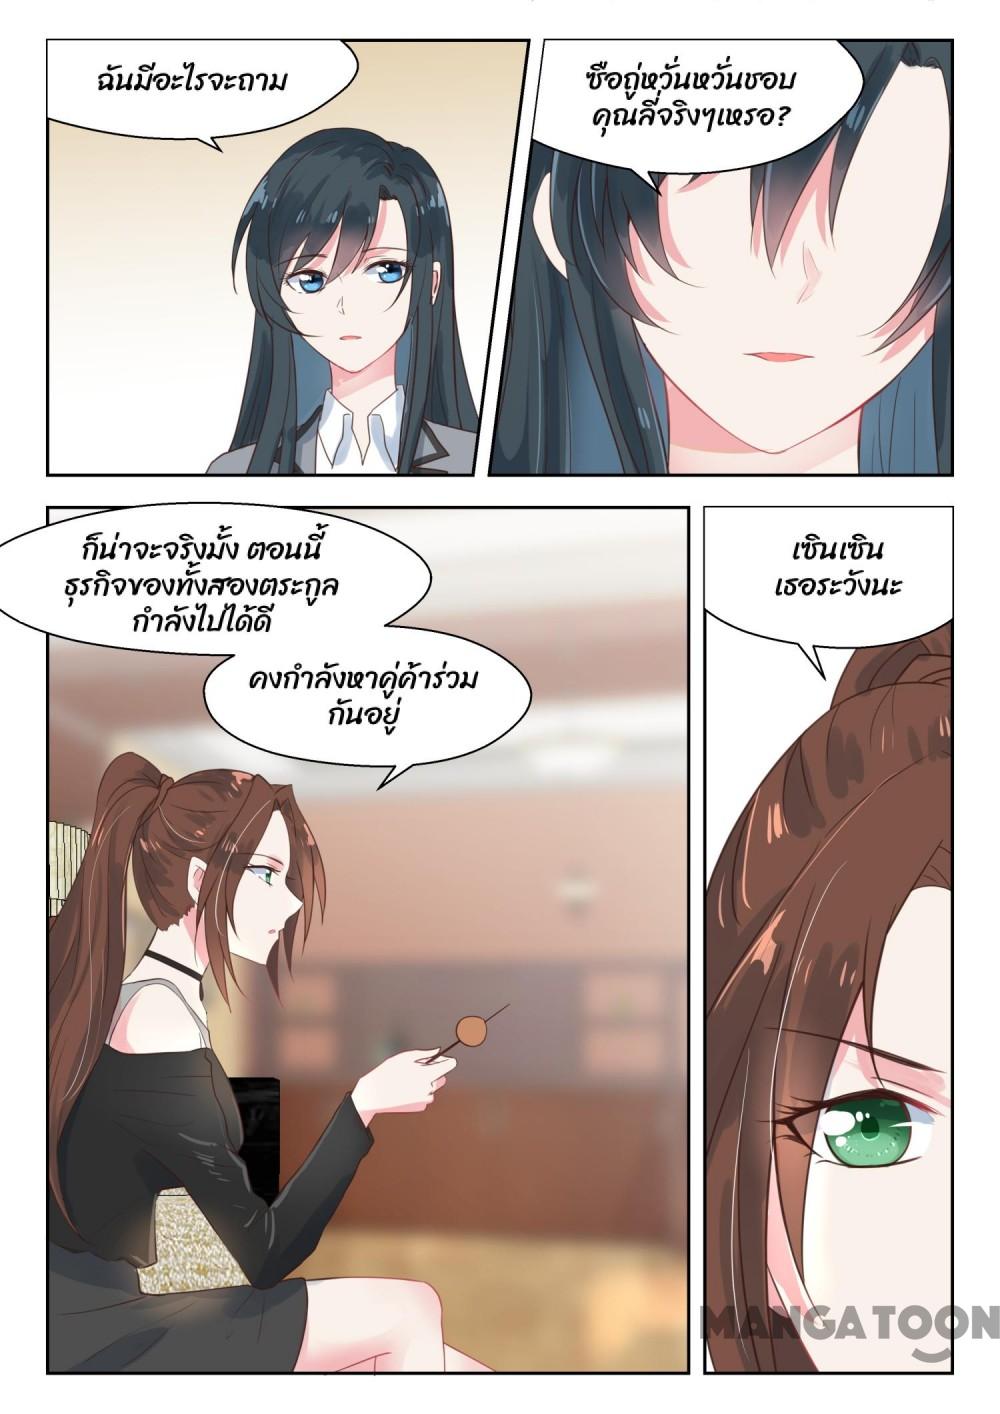 ฉันมีอะไรจะถาม
ซือถู่หวั่นหวั่นชอบ
คุณลี่จริงๆเหรอ?
ก็น่าจะจริงมั้ง ตอนนี้
ธุรกิจของทั้งสองตระกูล
กำลังไปได้ดี
คงกำลังหาคู่ค้าร่วม
กันอยู่
เซินเซิน
เธอระวังนะ
MANGATOON